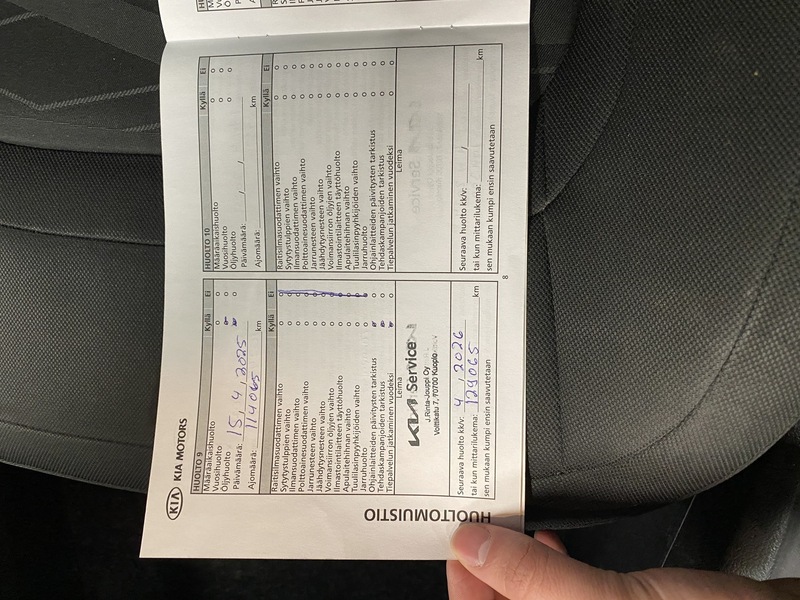 KIA KIA MOTORS
HUOLTOMUISTIO
HUOLTO 9 Kyllä Ei
Määräaikaishuolto
Vuosihuolto
Öljyhuolto
Päivämäärä: 15, 4, 2025
Ajomäärä: 114065 km
Kyllä Ei
Raitisilmasuodattimen vaihto
Sytytystulppien vaihto
Ilmansuodattimen vaihto
Polttoainesuodattimen vaihto
Jarrunesteen vaihto
Jäähdytysnesteen vaihto
Voimansiirron öljyjen vaihto
Ilmastointilaitteen täyttöhuolto
Apulaitehihnan vaihto
Tuulilasinpyyhkijöiden vaihto
Jarruhuolto
Ohjainlaitteiden päivitysten tarkistus
Tehdaskampanjoiden tarkistus
Tiepalvelun jatkaminen vuodeksi
Leima
KIA Service
J.Rinta-Jouppi Oy
Voittikatu 7, 70700 Kuopio
Seuraava huolto kk/v: 4, 2026
tai kun mittarilukema: 129065 km
sen mukaan kumpi ensin saavutetaan
HUOLTO 10 Kyllä Ei
Määräaikaishuolto
Vuosihuolto
Öljyhuolto
Päivämäärä: / /
Ajomäärä: km
Kyllä Ei
Raitisilmasuodattimen vaihto
Sytytystulppien vaihto
Ilmansuodattimen vaihto
Polttoainesuodattimen vaihto
Jarrunesteen vaihto
Jäähdytysnesteen vaihto
Voimansiirron öljyjen vaihto
Ilmastointilaitteen täyttöhuolto
Apulaitehihnan vaihto
Tuulilasinpyyhkijöiden vaihto
Jarruhuolto
Ohjainlaitteiden päivitysten tarkistus
Tehdaskampanjoiden tarkistus
Tiepalvelun jatkaminen vuodeksi
Leima
Seuraava huolto kk/v: /
tai kun mittarilukema: km
sen mukaan kumpi ensin saavutetaan
8